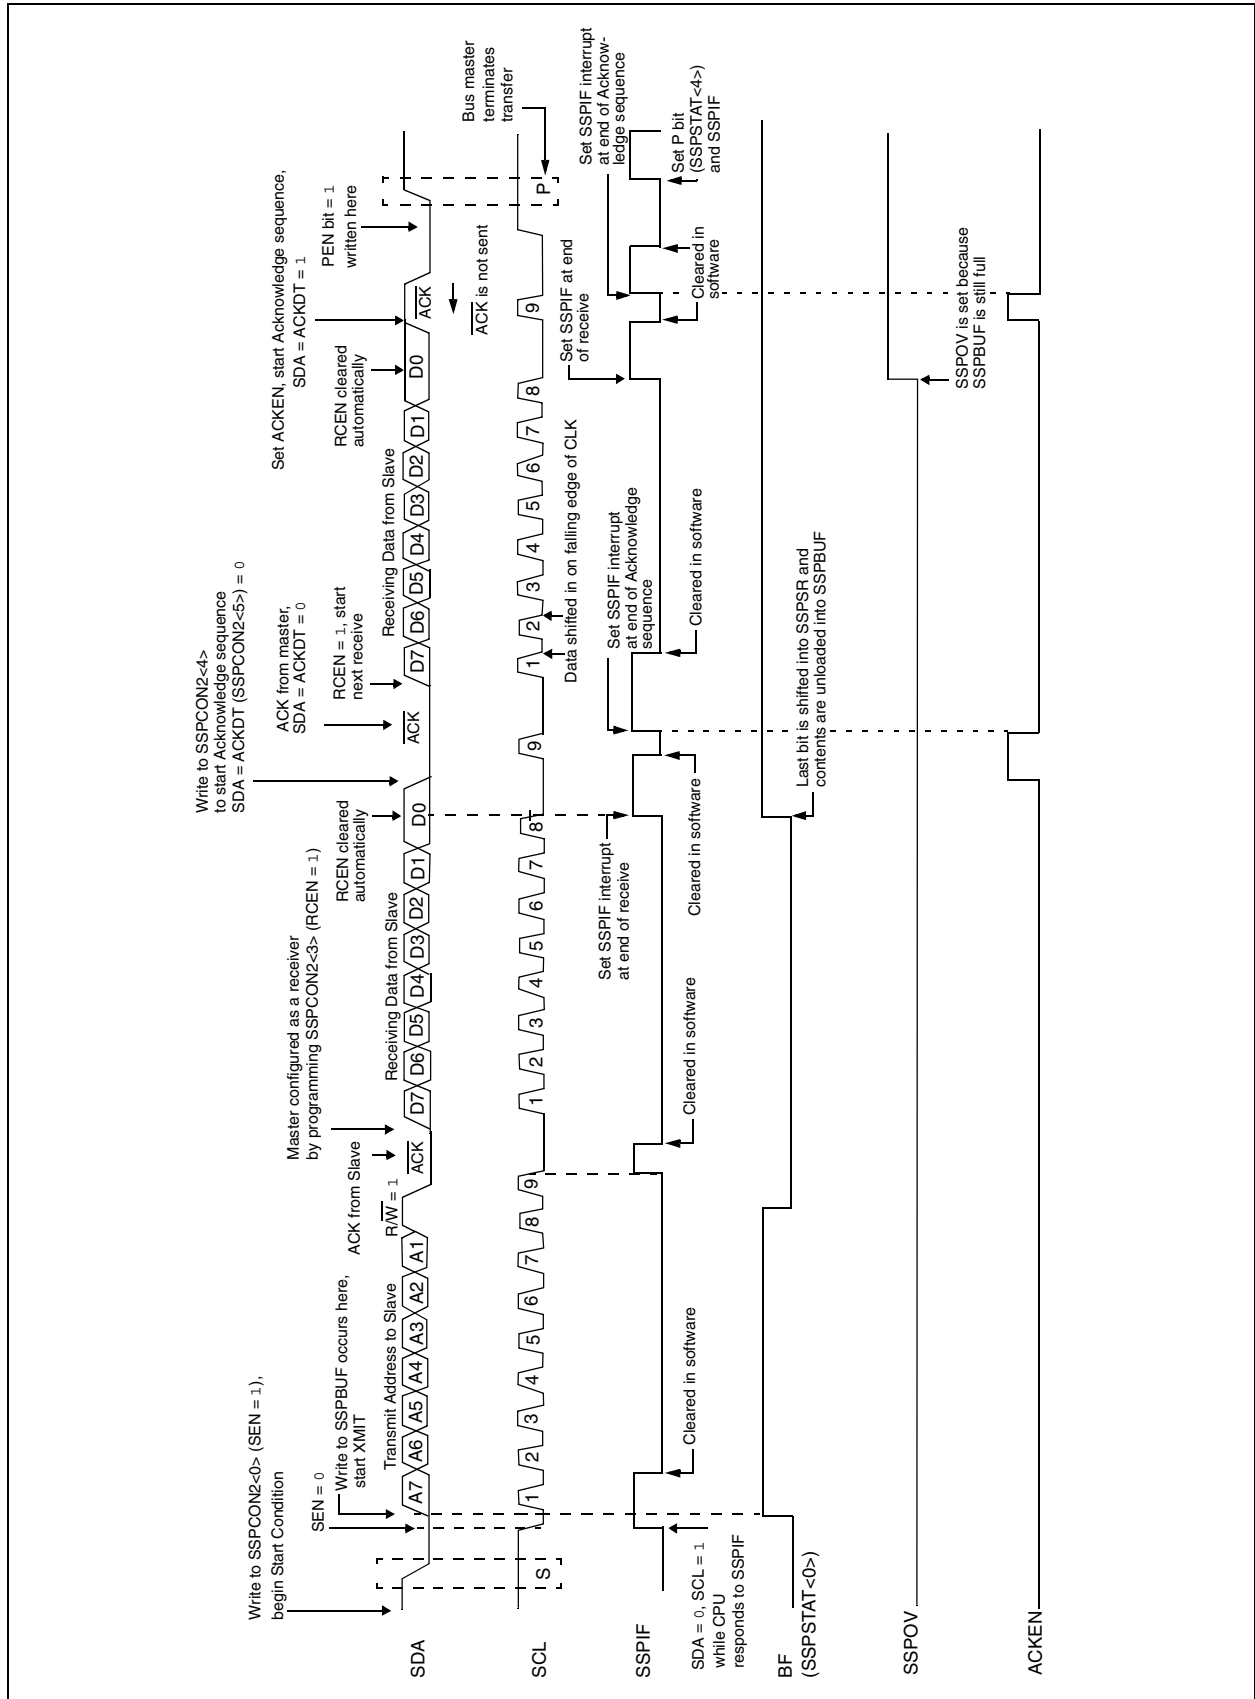 Write to SSPCON2<0> (SEN = 1),
begin Start Condition
SEN = 0
Write to SSPBUF occurs here,
start XMIT
Transmit Address to Slave
R/W = 1
ACK from Slave
Master configured as a receiver
by programming SSPCON2<3> (RCEN = 1)
Receiving Data from Slave
RCEN cleared
automatically
Write to SSPCON2<4>
to start Acknowledge sequence
SDA = ACKDT (SSPCON2<5>) = 0
ACK from master,
SDA = ACKDT = 0
RCEN = 1, start
next receive
Receiving Data from Slave
RCEN cleared
automatically
Set ACKEN, start Acknowledge sequence,
SDA = ACKDT = 1
PEN bit = 1
written here
SDA
A7 A6 A5 A4 A3 A2 A1
ACK
D7 D6 D5 D4 D3 D2 D1 D0
ACK
D7 D6 D5 D4 D3 D2 D1 D0
ACK
ACK is not sent
Bus master
terminates
transfer
SCL
S
1 2 3 4 5 6 7 8 9
1 2 3 4 5 6 7 8 9
1 2 3 4 5 6 7 8 9
P
Data shifted in on falling edge of CLK
SSPIF
SDA = 0, SCL = 1
while CPU
responds to SSPIF
Cleared in software
Cleared in software
Set SSPIF interrupt
at end of receive
Cleared in software
Set SSPIF interrupt
at end of Acknowledge
sequence
Cleared in software
Set SSPIF at end
of receive
Cleared in
software
Set SSPIF interrupt
at end of Acknow-
ledge sequence
Set P bit
(SSPSTAT<4>)
and SSPIF
BF
(SSPSTAT<0>)
Last bit is shifted into SSPSR and
contents are unloaded into SSPBUF
SSPOV
SSPOV is set because
SSPBUF is still full
ACKEN